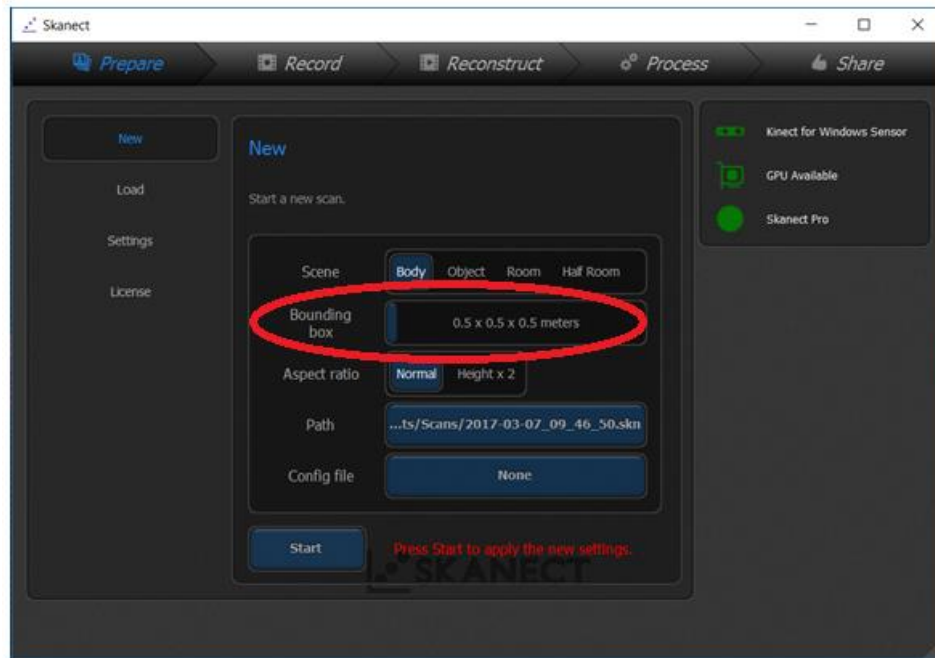 Skanect
Prepare Record Reconstruct Process Share
New
Load
Settings
License
New
Start a new scan.
Scene Body Object Room Half Room
Bounding
box
0.5 x 0.5 x 0.5 meters
Aspect ratio Normal Height x 2
Path ...ts/Scans/2017-03-07_09_46_50.skn
Config file None
Start Press Start to apply the new settings.
SKANECT
Kinect for Windows Sensor
GPU Available
Skanect Pro